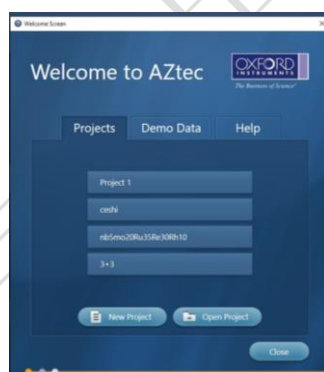 Welcome Screen
Welcome to AZtec
OXFORD
INSTRUMENTS
The Business of Science®
Projects Demo Data Help
Project 1
ceshi
nb5mo20Ru35Re30Rh10
3+3
New Project Open Project
Close